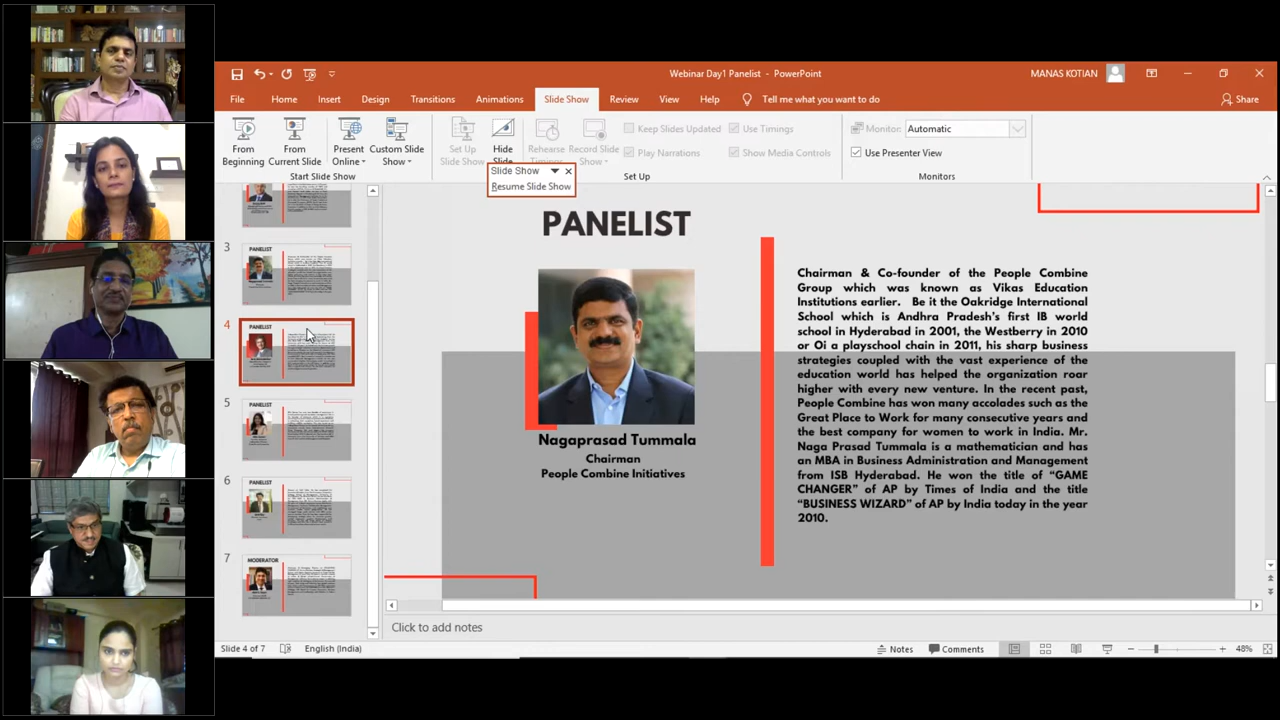 Webinar Day1 Panelist - PowerPoint
MANAS KOTIAN
File Home Insert Design Transitions Animations Slide Show Review View Help Tell me what you want to do Share
From Beginning
From Current Slide
Present Online
Custom Slide Show
Set Up Slide Show
Hide Slide
Rehearse Timings
Record Slide Show
Keep Slides Updated
Play Narrations
Use Timings
Show Media Controls
Monitor: Automatic
Use Presenter View
Start Slide Show
Set Up
Monitors
Slide Show
Resume Slide Show
3
PANELIST
4
PANELIST
5
PANELIST
6
PANELIST
7
MODERATOR
PANELIST
Nagaprasad Tummala
Chairman
People Combine Initiatives
Chairman & Co-founder of the People Combine
Group which was known as Vikas Education
Institutions earlier. Be it the Oakridge International
School which is Andhra Pradesh's first IB world
school in Hyderabad in 2001, the Westberry in 2010
or Oi a playschool chain in 2011, his sharp business
strategies coupled with the vast experience of the
education world has helped the organization roar
higher with every new venture. In the recent past,
People Combine has won many accolades such as the
Great Place to Work for many consecutive years and
the best company for women to work in India. Mr.
Naga Prasad Tummala is a mathematician and has
an MBA in Business Administration and Management
from ISB Hyderabad. He won the title of “GAME
CHANGER” of AP by Times of India and the title
“BUSINESS WIZARD” of AP by India today in the year
2010.
Click to add notes
Slide 4 of 7
English (India)
Notes
Comments
48%